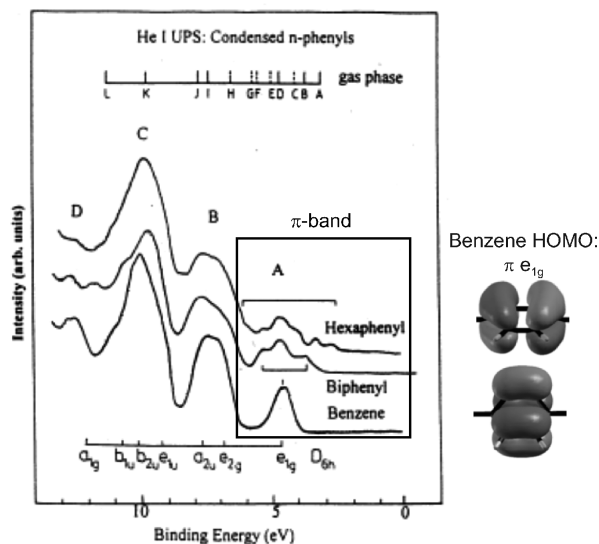 He I UPS: Condensed n-phenyls
gas phase
L K J I H G F E D C B A
C
D
B
π-band
A
Hexaphenyl
Biphenyl
Benzene
a1g b1u b2u e1u a2u e2g e1g D6h
10 5 0
Binding Energy (eV)
Intensity (arb. units)
Benzene HOMO:
π e1g